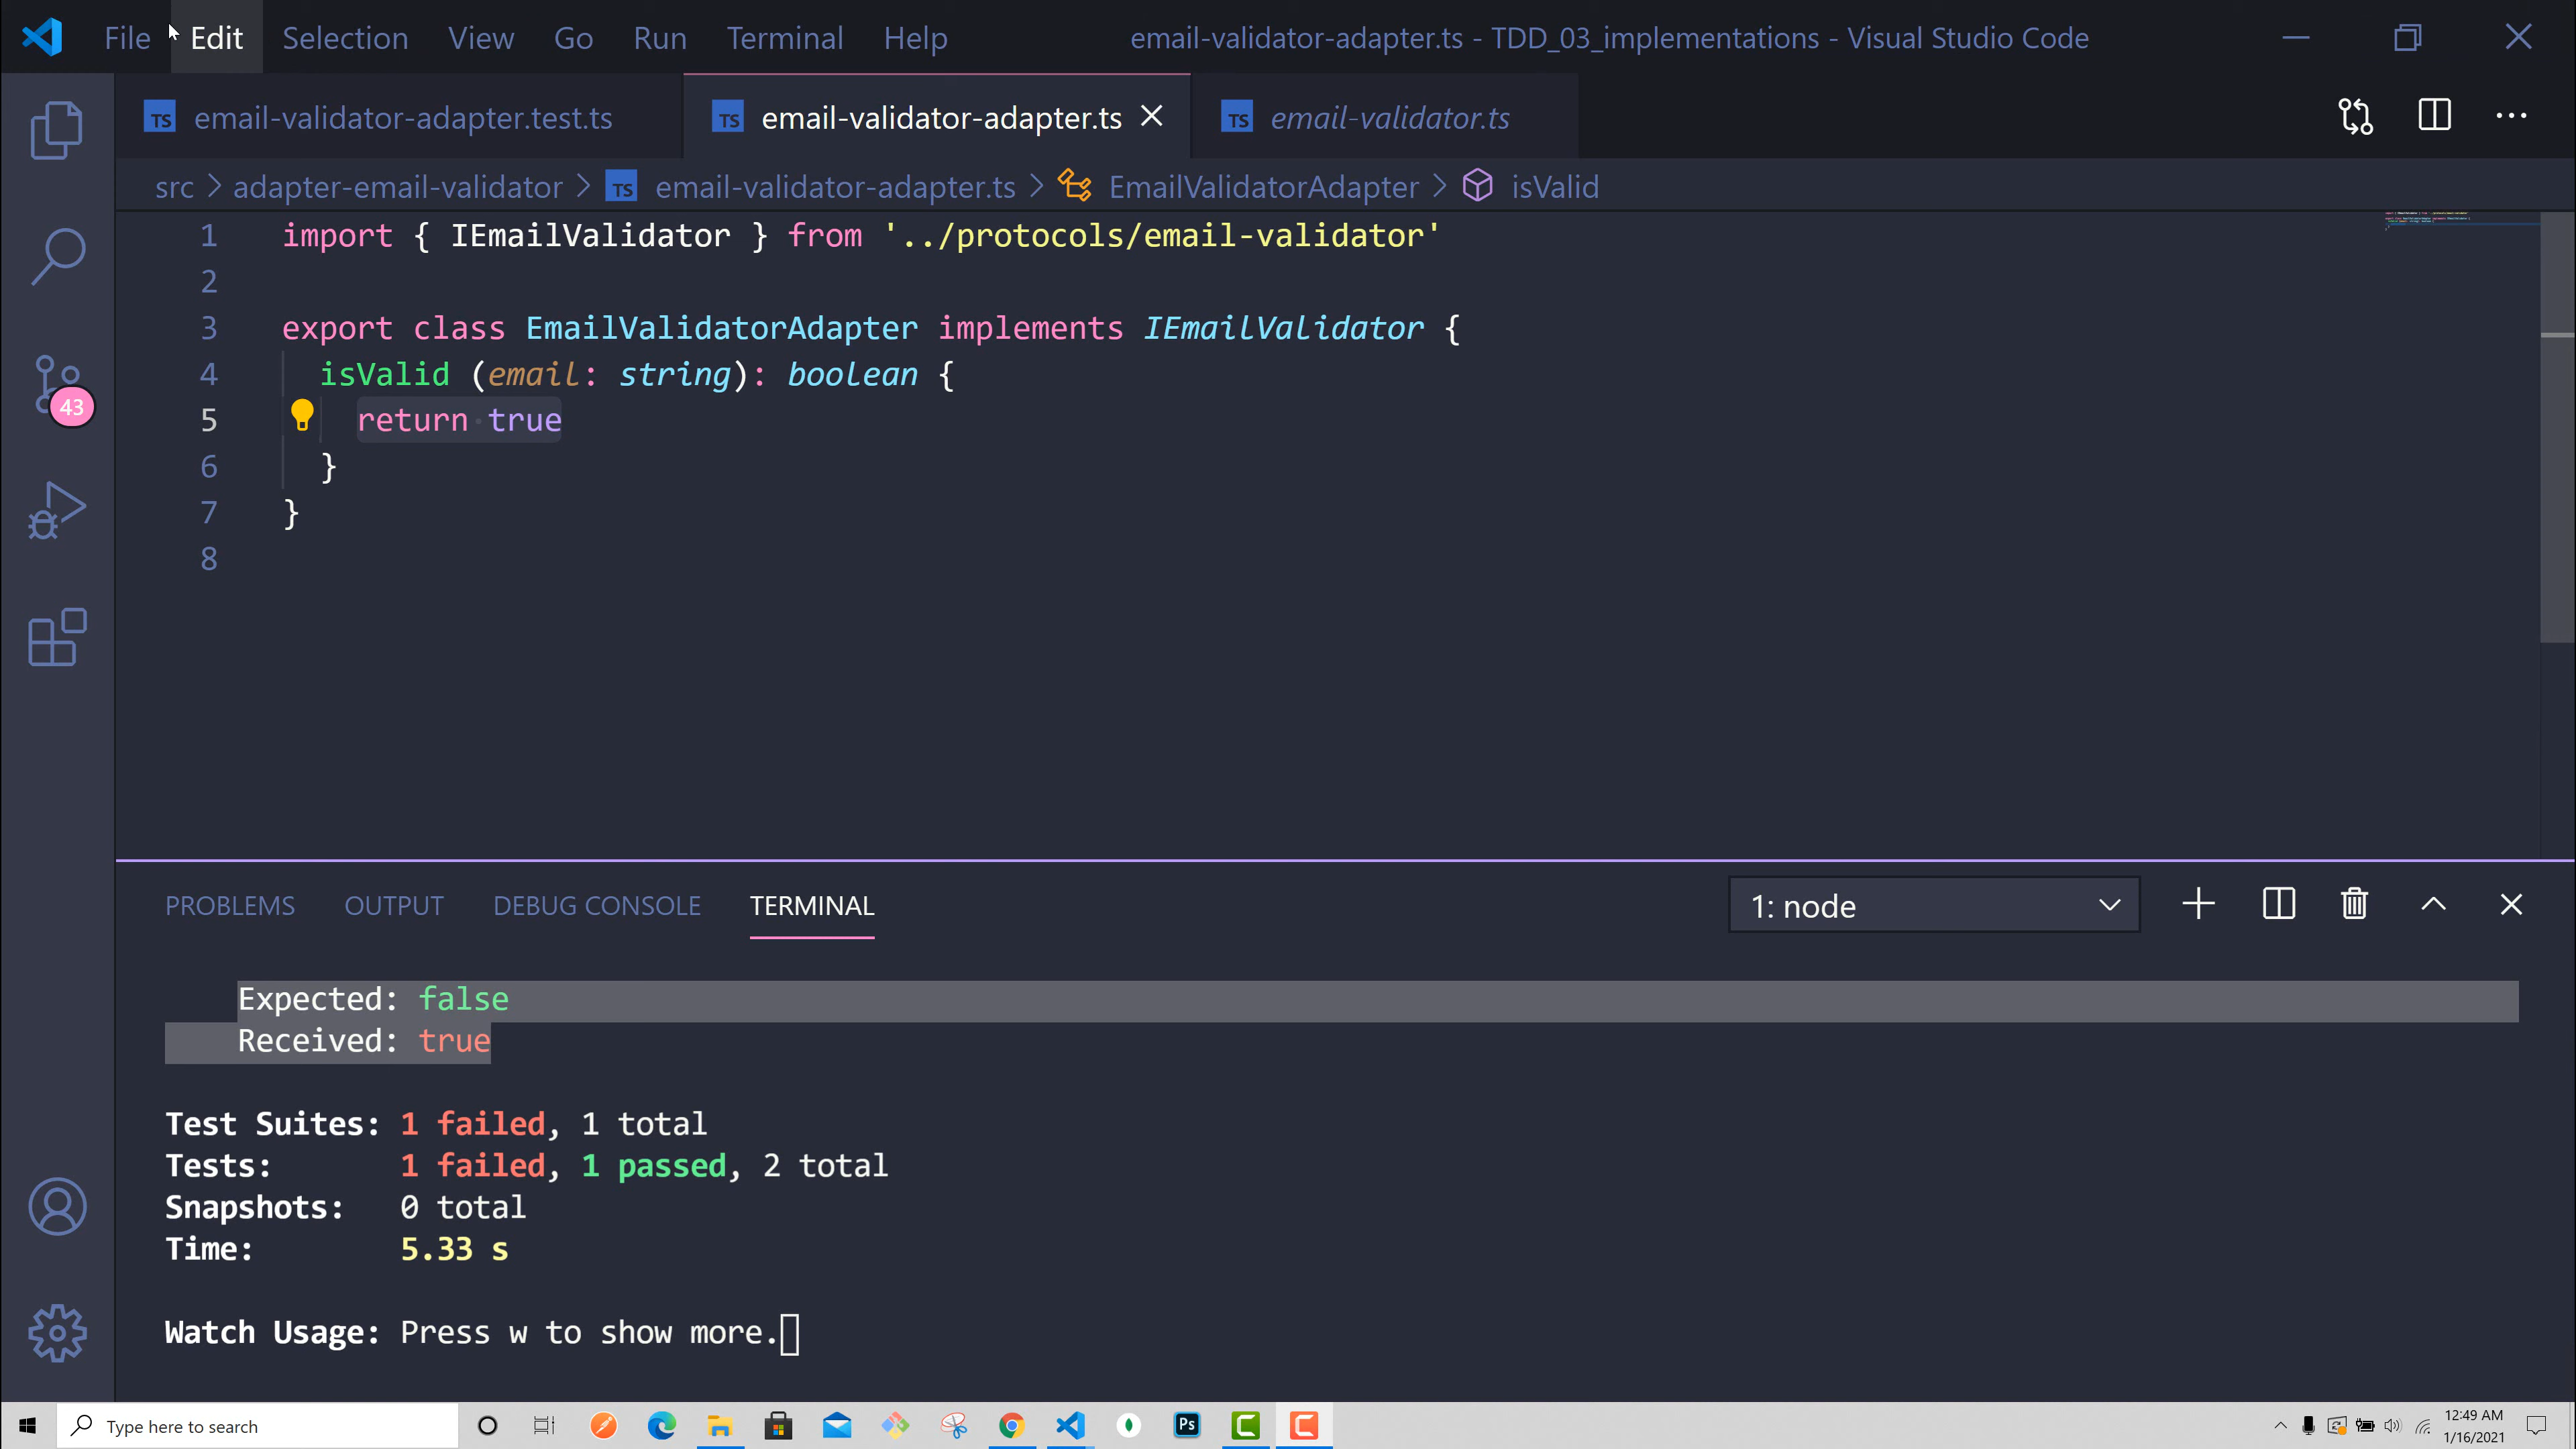 File Edit Selection View Go Run Terminal Help email-validator-adapter.ts - TDD_03_implementations - Visual Studio Code
TS email-validator-adapter.test.ts TS email-validator-adapter.ts TS email-validator.ts
src > adapter-email-validator > TS email-validator-adapter.ts > EmailValidatorAdapter > isValid
1 import { IEmailValidator } from '../protocols/email-validator'
2
3 export class EmailValidatorAdapter implements IEmailValidator {
4 isValid (email: string): boolean {
5 return·true
6 }
7 }
8
43
PROBLEMS OUTPUT DEBUG CONSOLE TERMINAL 1: node
Expected: false
Received: true
Test Suites: 1 failed, 1 total
Tests: 1 failed, 1 passed, 2 total
Snapshots: 0 total
Time: 5.33 s
Watch Usage: Press w to show more.
Type here to search Ps 12:49 AM
1/16/2021